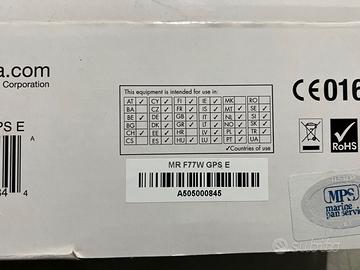 a.com
Corporation
This equipment is intended for use in:
AT ✓ CY ✓ FI ✓ IE ✓ MK RO
BA CZ ✓ FR ✓ IS ✓ MT ✓ SE ✓
BE ✓ DE ✓ GB ✓ IT ✓ NL ✓ SI ✓
BG DK ✓ GR ✓ LT ✓ NO ✓ SK ✓
CH ✓ EE ✓ HR LU ✓ PL ✓ TR
CS ES ✓ HU ✓ LV ✓ PT ✓ UA
✓Countries of use
CE016
PS E
A
4
MR F77W GPS E
A505000845
RoHS
MPS
marine
pan service
subito